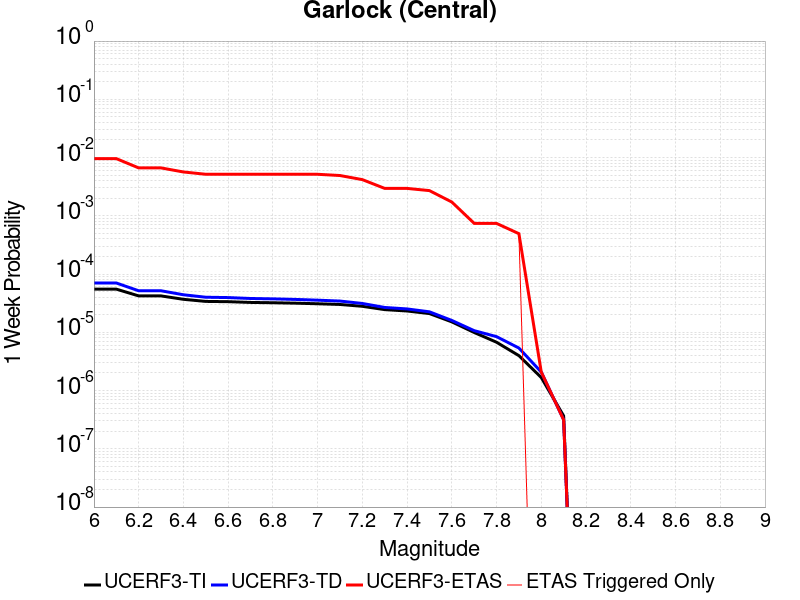 Garlock (Central)
10^0
10^-1
10^-2
10^-3
10^-4
10^-5
10^-6
10^-7
10^-8
1 Week Probability
6 6.2 6.4 6.6 6.8 7 7.2 7.4 7.6 7.8 8 8.2 8.4 8.6 8.8 9
Magnitude
UCERF3-TI UCERF3-TD UCERF3-ETAS ETAS Triggered Only